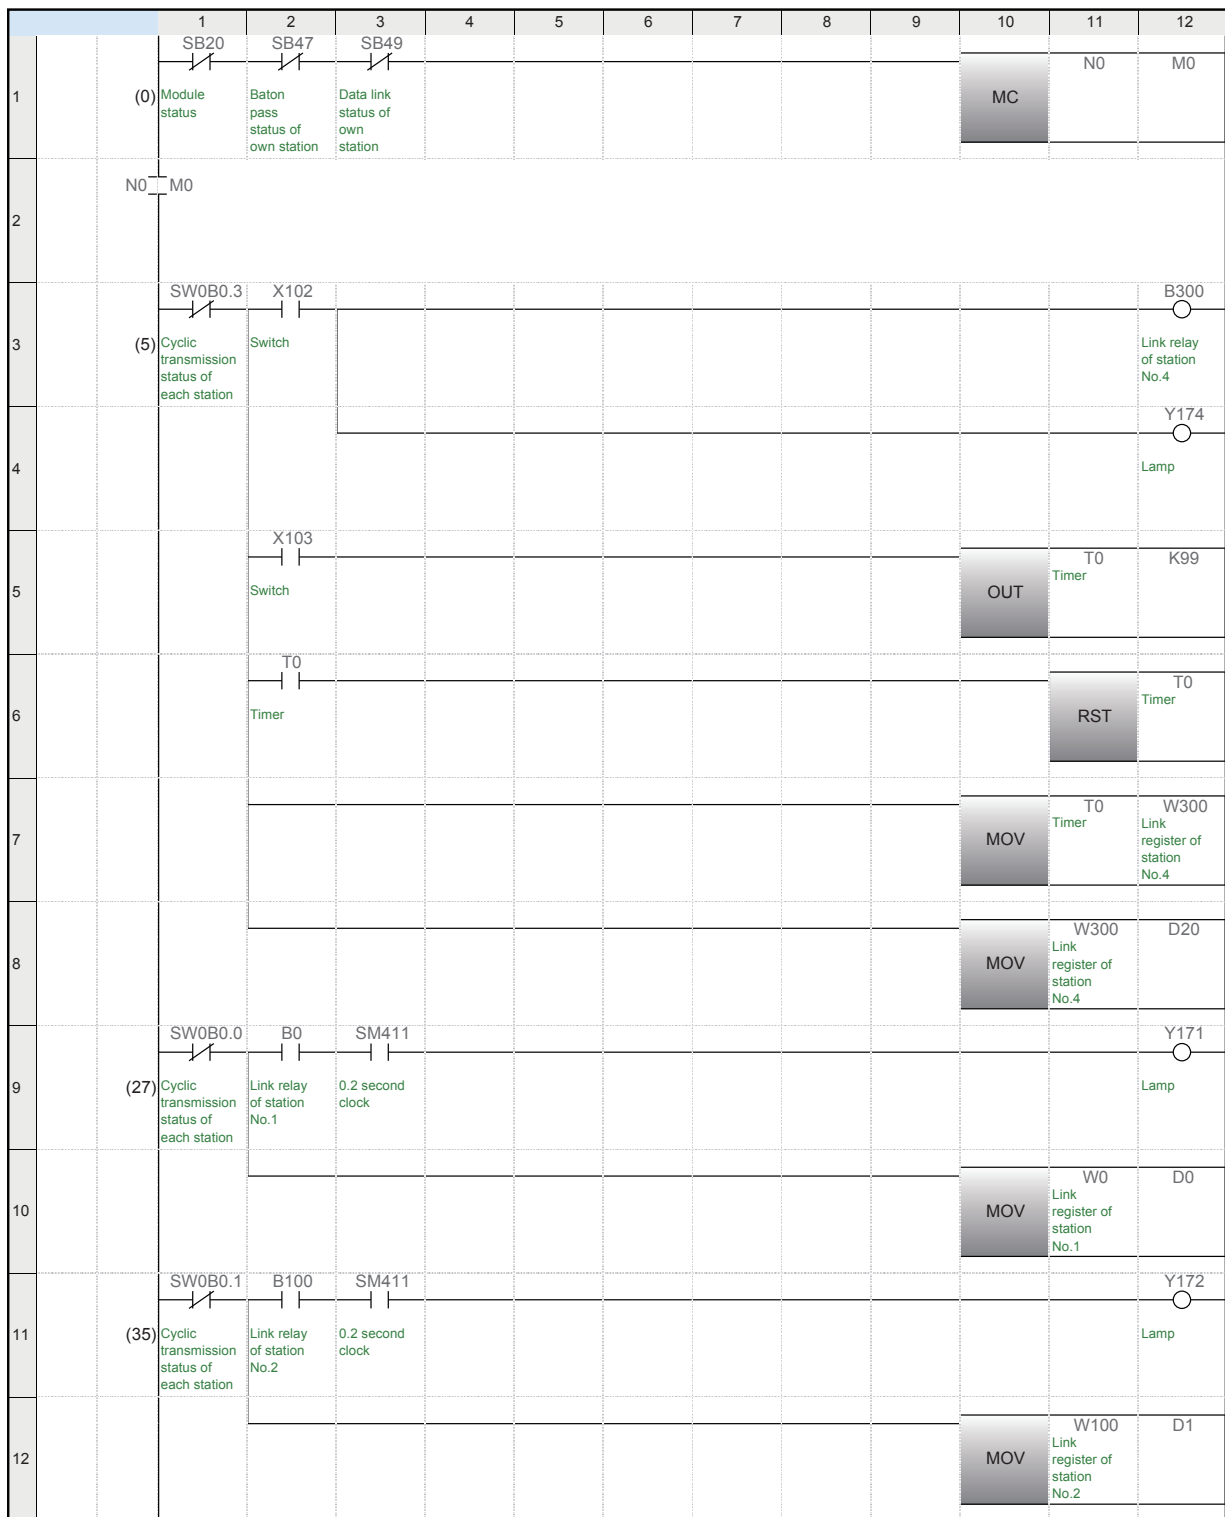 1 2 3 4 5 6 7 8 9 10 11 12
SB20 SB47 SB49
N0 M0
1 (0) MC
Module status
Baton pass status of own station
Data link status of own station
N0 M0
2
SW0B0.3 X102 B300
3 (5)
Cyclic transmission status of each station
Switch
Link relay of station No.4
Y174
4
Lamp
X103
T0 K99
5
Switch
OUT
Timer
T0
T0
6
Timer
RST
Timer
T0 W300
7
MOV
Timer
Link register of station No.4
W300 D20
8
MOV
Link register of station No.4
SW0B0.0 B0 SM411 Y171
9 (27)
Cyclic transmission status of each station
Link relay of station No.1
0.2 second clock
Lamp
W0 D0
10
MOV
Link register of station No.1
SW0B0.1 B100 SM411 Y172
11 (35)
Cyclic transmission status of each station
Link relay of station No.2
0.2 second clock
Lamp
W100 D1
12
MOV
Link register of station No.2